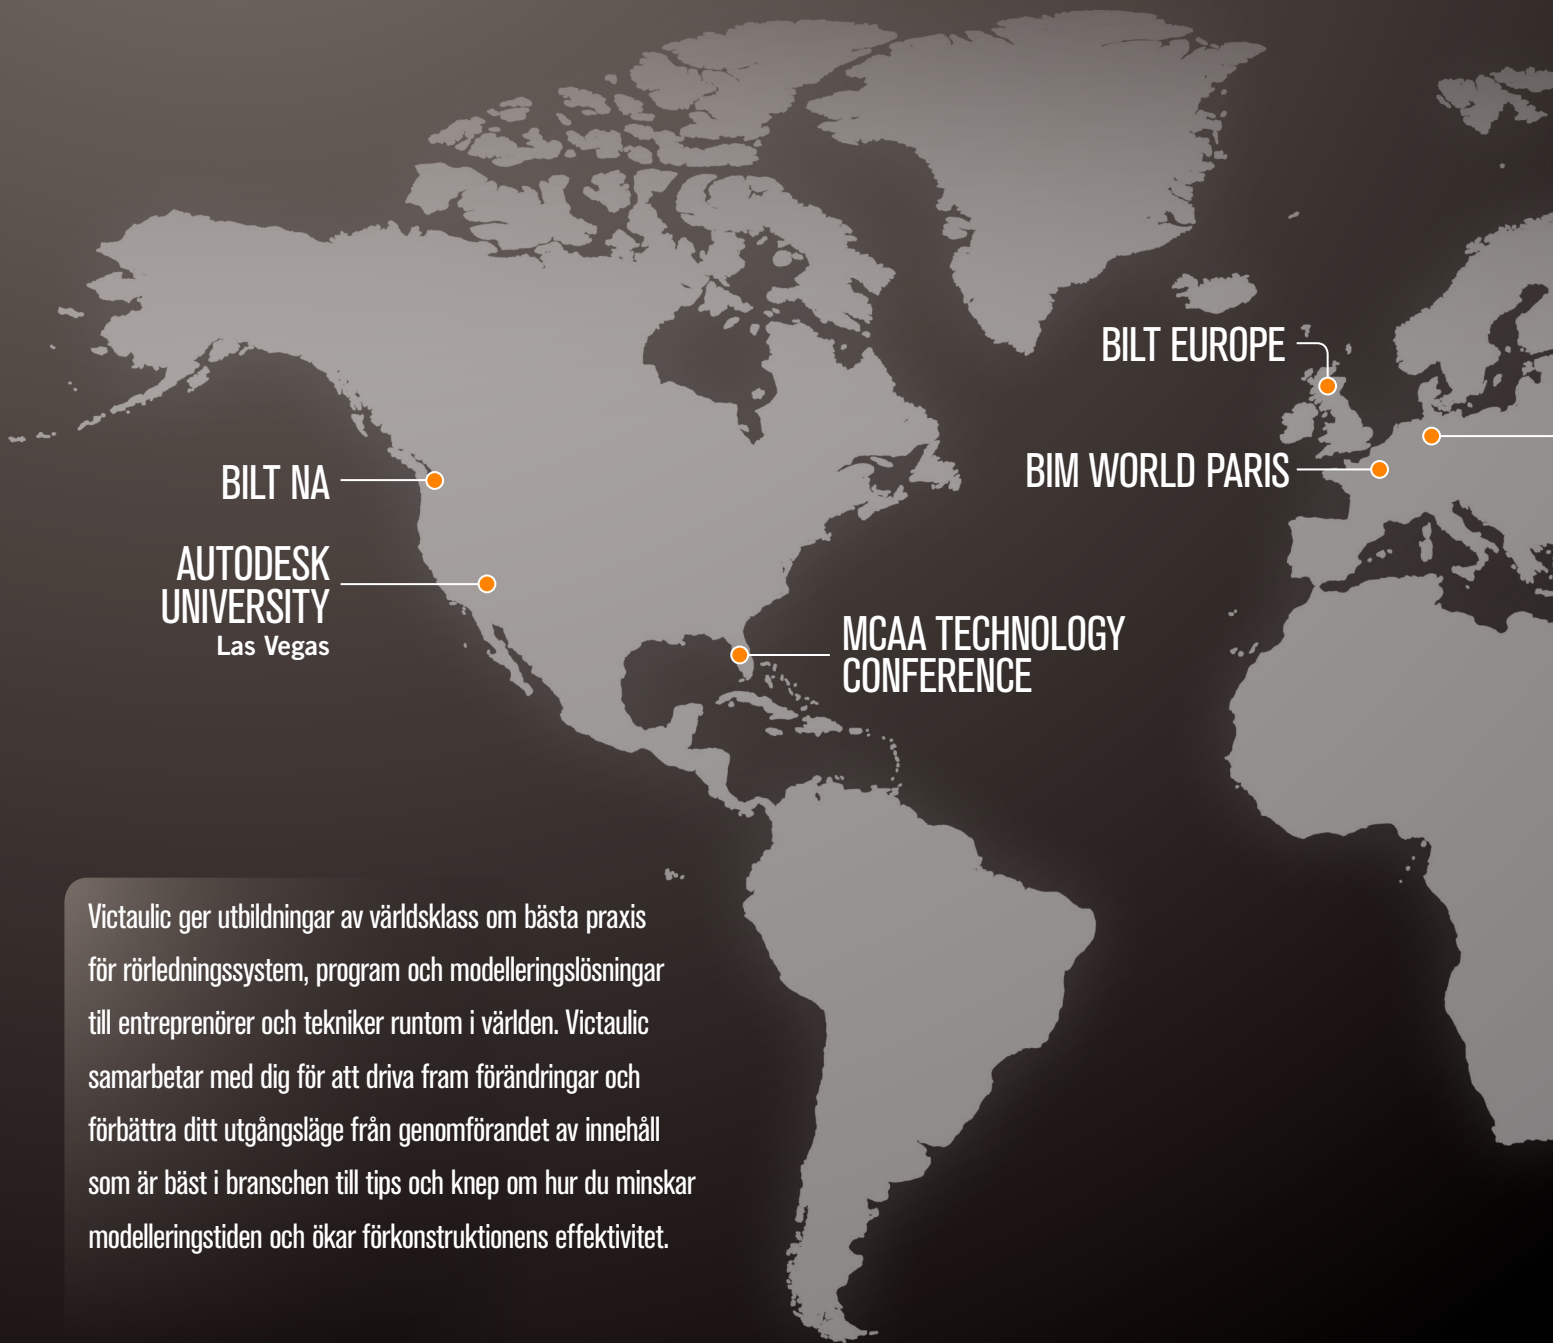 BILT EUROPE
BIM WORLD PARIS
BILT NA
AUTODESK
UNIVERSITY
Las Vegas
MCAA TECHNOLOGY
CONFERENCE
Victaulic ger utbildningar av världsklass om bästa praxis
för rörledningssystem, program och modelleringslösningar
till entreprenörer och tekniker runtom i världen. Victaulic
samarbetar med dig för att driva fram förändringar och
förbättra ditt utgångsläge från genomförandet av innehåll
som är bäst i branschen till tips och knep om hur du minskar
modelleringstiden och ökar förkonstruktionens effektivitet.